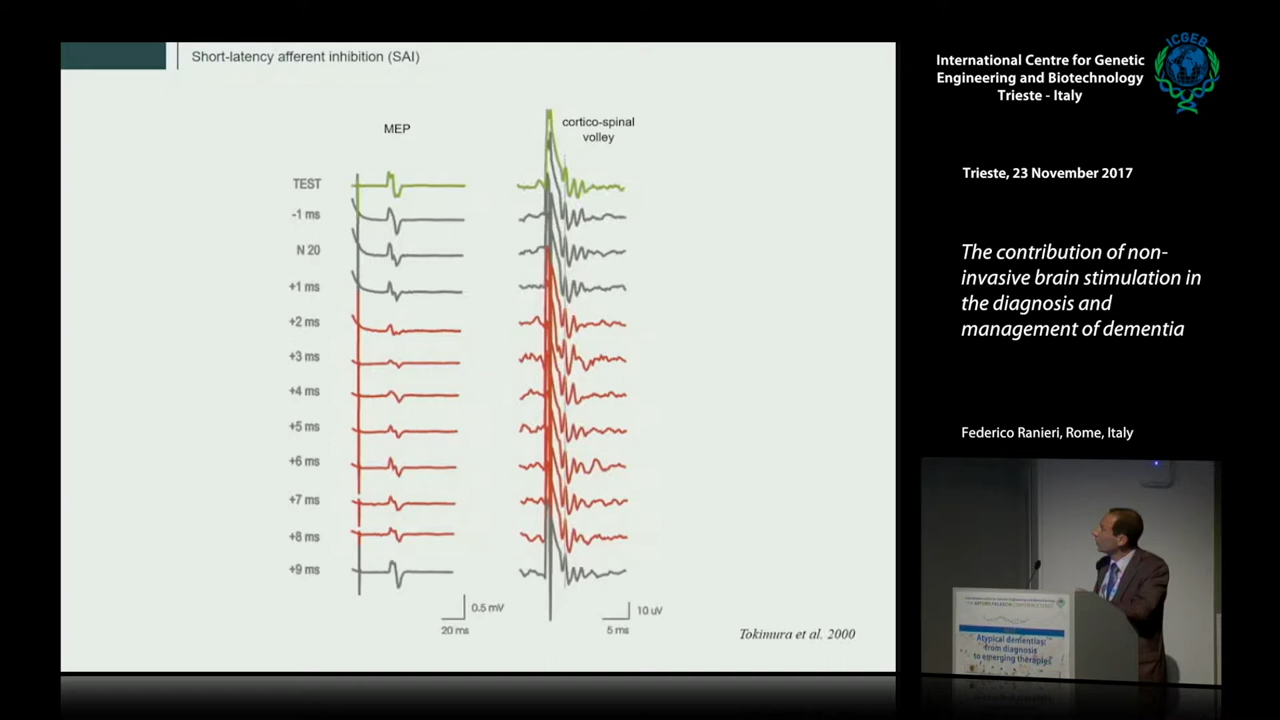 Short-latency afferent inhibition (SAI)
MEP
cortico-spinal
volley
TEST
-1 ms
N 20
+1 ms
+2 ms
+3 ms
+4 ms
+5 ms
+6 ms
+7 ms
+8 ms
+9 ms
0.5 mV
20 ms
10 uV
5 ms
Tokimura et al. 2000
International Centre for Genetic
Engineering and Biotechnology
Trieste - Italy
ICGEB
Trieste, 23 November 2017
The contribution of non-
invasive brain stimulation in
the diagnosis and
management of dementia
Federico Ranieri, Rome, Italy
Atypical dementias:
from diagnosis
to emerging therapies